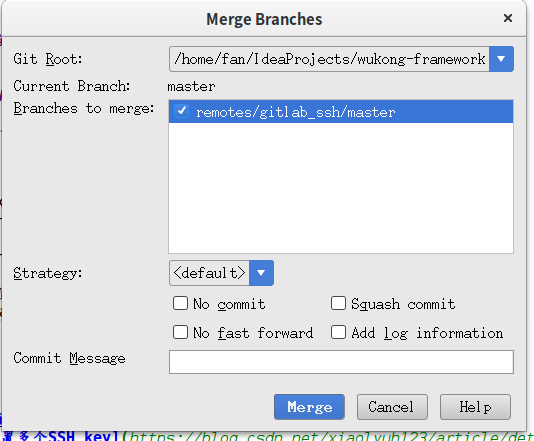 Merge Branches
Git Root: /home/fan/IdeaProjects/wukong-framework
Current Branch: master
Branches to merge: remotes/gitlab_ssh/master
Strategy: <default>
No commit Squash commit
No fast forward Add log information
Commit Message
Merge Cancel Help
多个SSH key](https://blog.csdn.net/xiaolyuh123/article/det